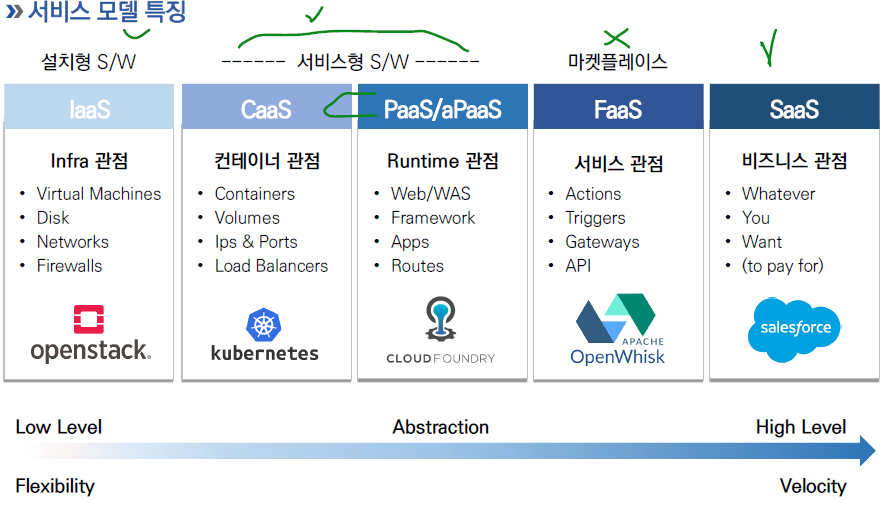 » 서비스 모델 특징
설치형 S/W
------ 서비스형 S/W ------
마켓플레이스
IaaS
CaaS
PaaS/aPaaS
FaaS
SaaS
Infra 관점
• Virtual Machines
• Disk
• Networks
• Firewalls
openstack.
컨테이너 관점
• Containers
• Volumes
• Ips & Ports
• Load Balancers
kubernetes
Runtime 관점
• Web/WAS
• Framework
• Apps
• Routes
CLOUD FOUNDRY
서비스 관점
• Actions
• Triggers
• Gateways
• API
APACHE
OpenWhisk
비즈니스 관점
• Whatever
• You
• Want
• (to pay for)
salesforce
Low Level
Abstraction
High Level
Flexibility
Velocity